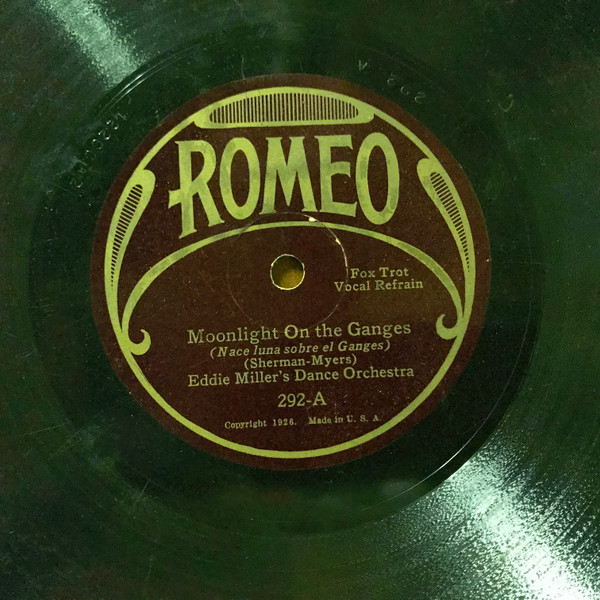 ROMEO
Fox Trot
Vocal Refrain
Moonlight On the Ganges
(Nace luna sobre el Ganges)
(Sherman-Myers)
Eddie Miller's Dance Orchestra
292-A
Copyright 1926. Made in U. S. A.